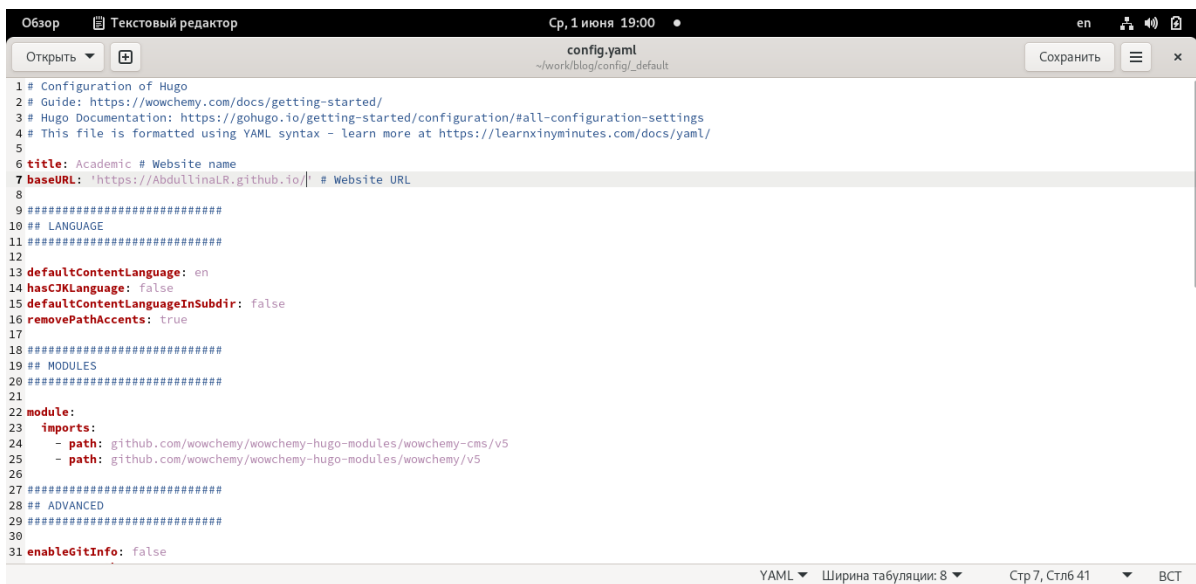 Обзор Текстовый редактор Ср, 1 июня 19:00 en
Открыть config.yaml Сохранить
~/work/blog/config/_default
1 # Configuration of Hugo
2 # Guide: https://wowchemy.com/docs/getting-started/
3 # Hugo Documentation: https://gohugo.io/getting-started/configuration/#all-configuration-settings
4 # This file is formatted using YAML syntax - learn more at https://learnxinyminutes.com/docs/yaml/
5
6 title: Academic # Website name
7 baseURL: 'https://AbdullinaLR.github.io/' # Website URL
8
9 ############################
10 ## LANGUAGE
11 ############################
12
13 defaultContentLanguage: en
14 hasCJKLanguage: false
15 defaultContentLanguageInSubdir: false
16 removePathAccents: true
17
18 ############################
19 ## MODULES
20 ############################
21
22 module:
23   imports:
24     - path: github.com/wowchemy/wowchemy-hugo-modules/wowchemy-cms/v5
25     - path: github.com/wowchemy/wowchemy-hugo-modules/wowchemy/v5
26
27 ############################
28 ## ADVANCED
29 ############################
30
31 enableGitInfo: false
YAML Ширина табуляции: 8 Стр 7, Стлб 41 ВСТ